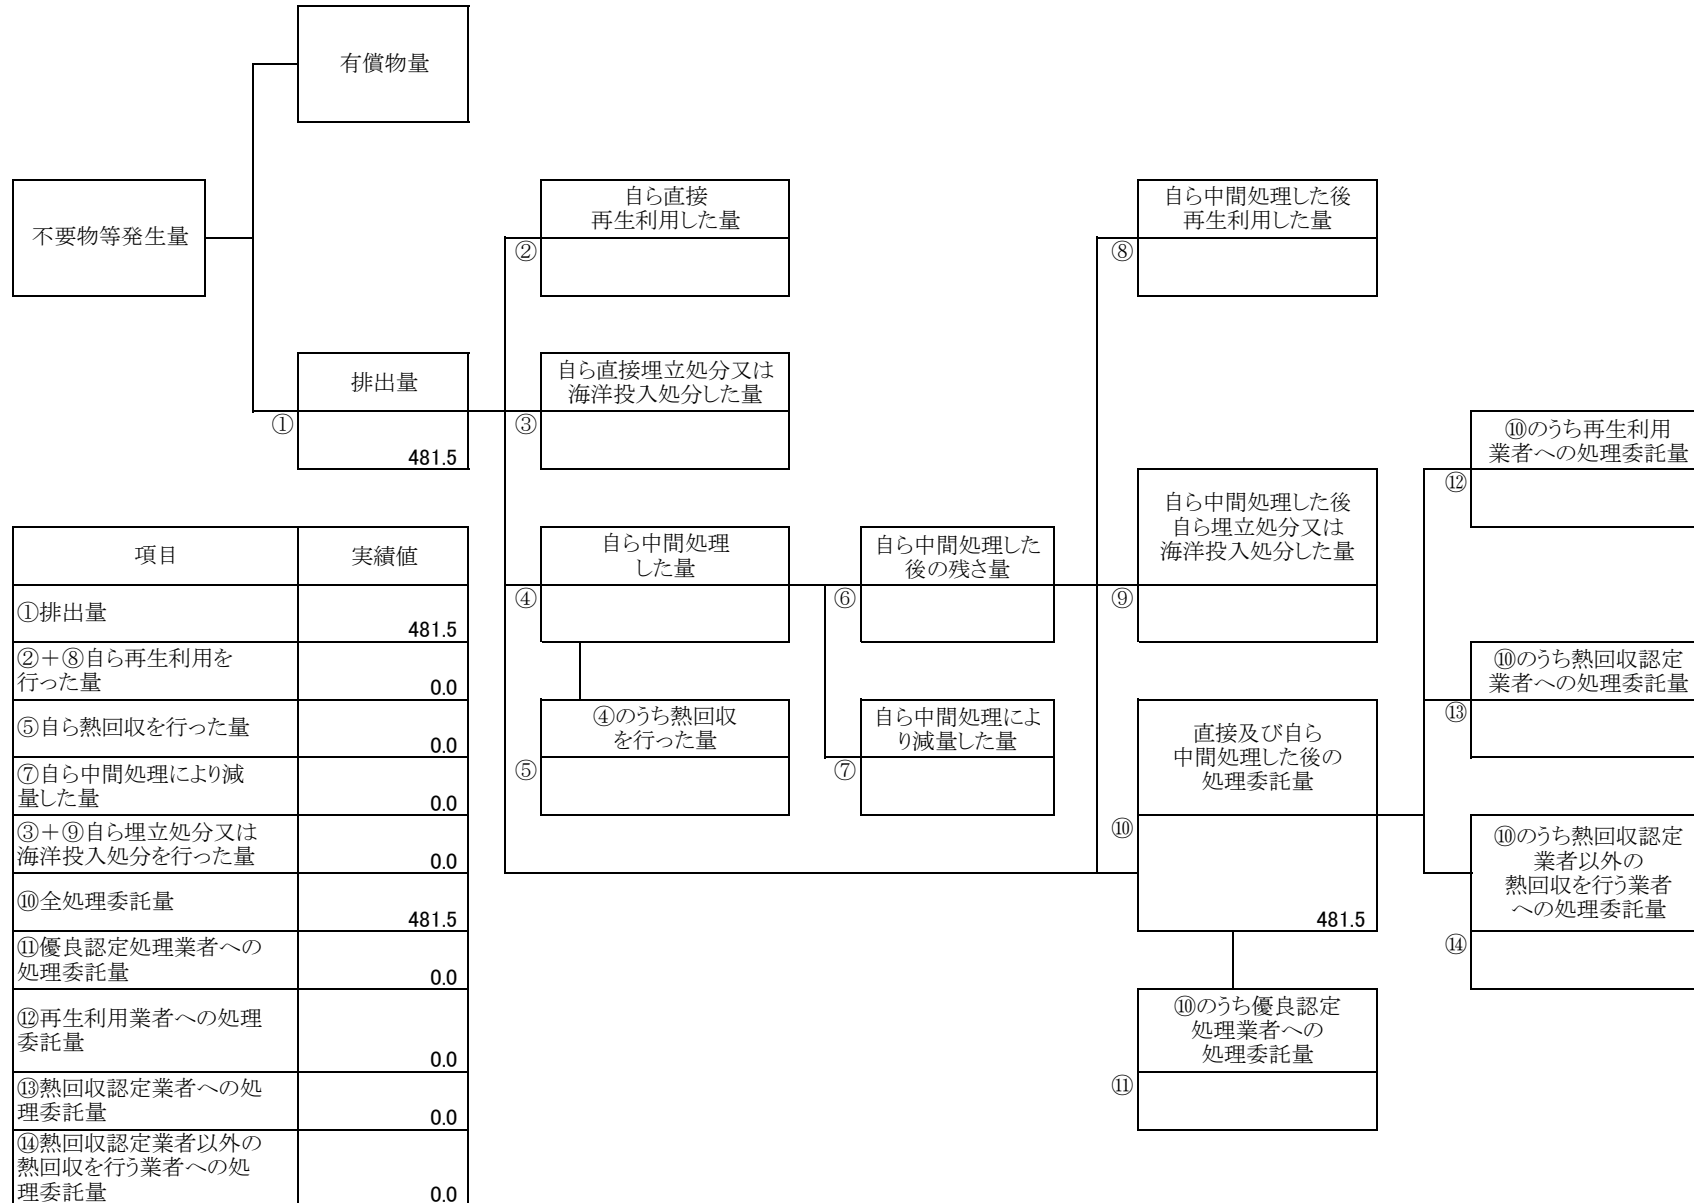 有償物量
不要物等発生量
自ら直接
再生利用した量
②
自ら中間処理した後
再生利用した量
⑧
排出量
①
481.5
自ら直接埋立処分又は
海洋投入処分した量
③
⑩のうち再生利用
業者への処理委託量
⑫
自ら中間処理した後
自ら埋立処分又は
海洋投入処分した量
⑨
自ら中間処理
した量
④
自ら中間処理した
後の残さ量
⑥
⑩のうち熱回収認定
業者への処理委託量
⑬
④のうち熱回収
を行った量
⑤
自ら中間処理によ
り減量した量
⑦
直接及び自ら
中間処理した後の
処理委託量
⑩
481.5
⑩のうち熱回収認定
業者以外の
熱回収を行う業者
への処理委託量
⑭
⑩のうち優良認定
処理業者への
処理委託量
⑪
項目 実績値
①排出量 481.5
②+⑧自ら再生利用を
行った量 0.0
⑤自ら熱回収を行った量 0.0
⑦自ら中間処理により減
量した量 0.0
③+⑨自ら埋立処分又は
海洋投入処分を行った量 0.0
⑩全処理委託量 481.5
⑪優良認定処理業者への
処理委託量 0.0
⑫再生利用業者への処理
委託量 0.0
⑬熱回収認定業者への処
理委託量 0.0
⑭熱回収認定業者以外の
熱回収を行う業者への処
理委託量 0.0